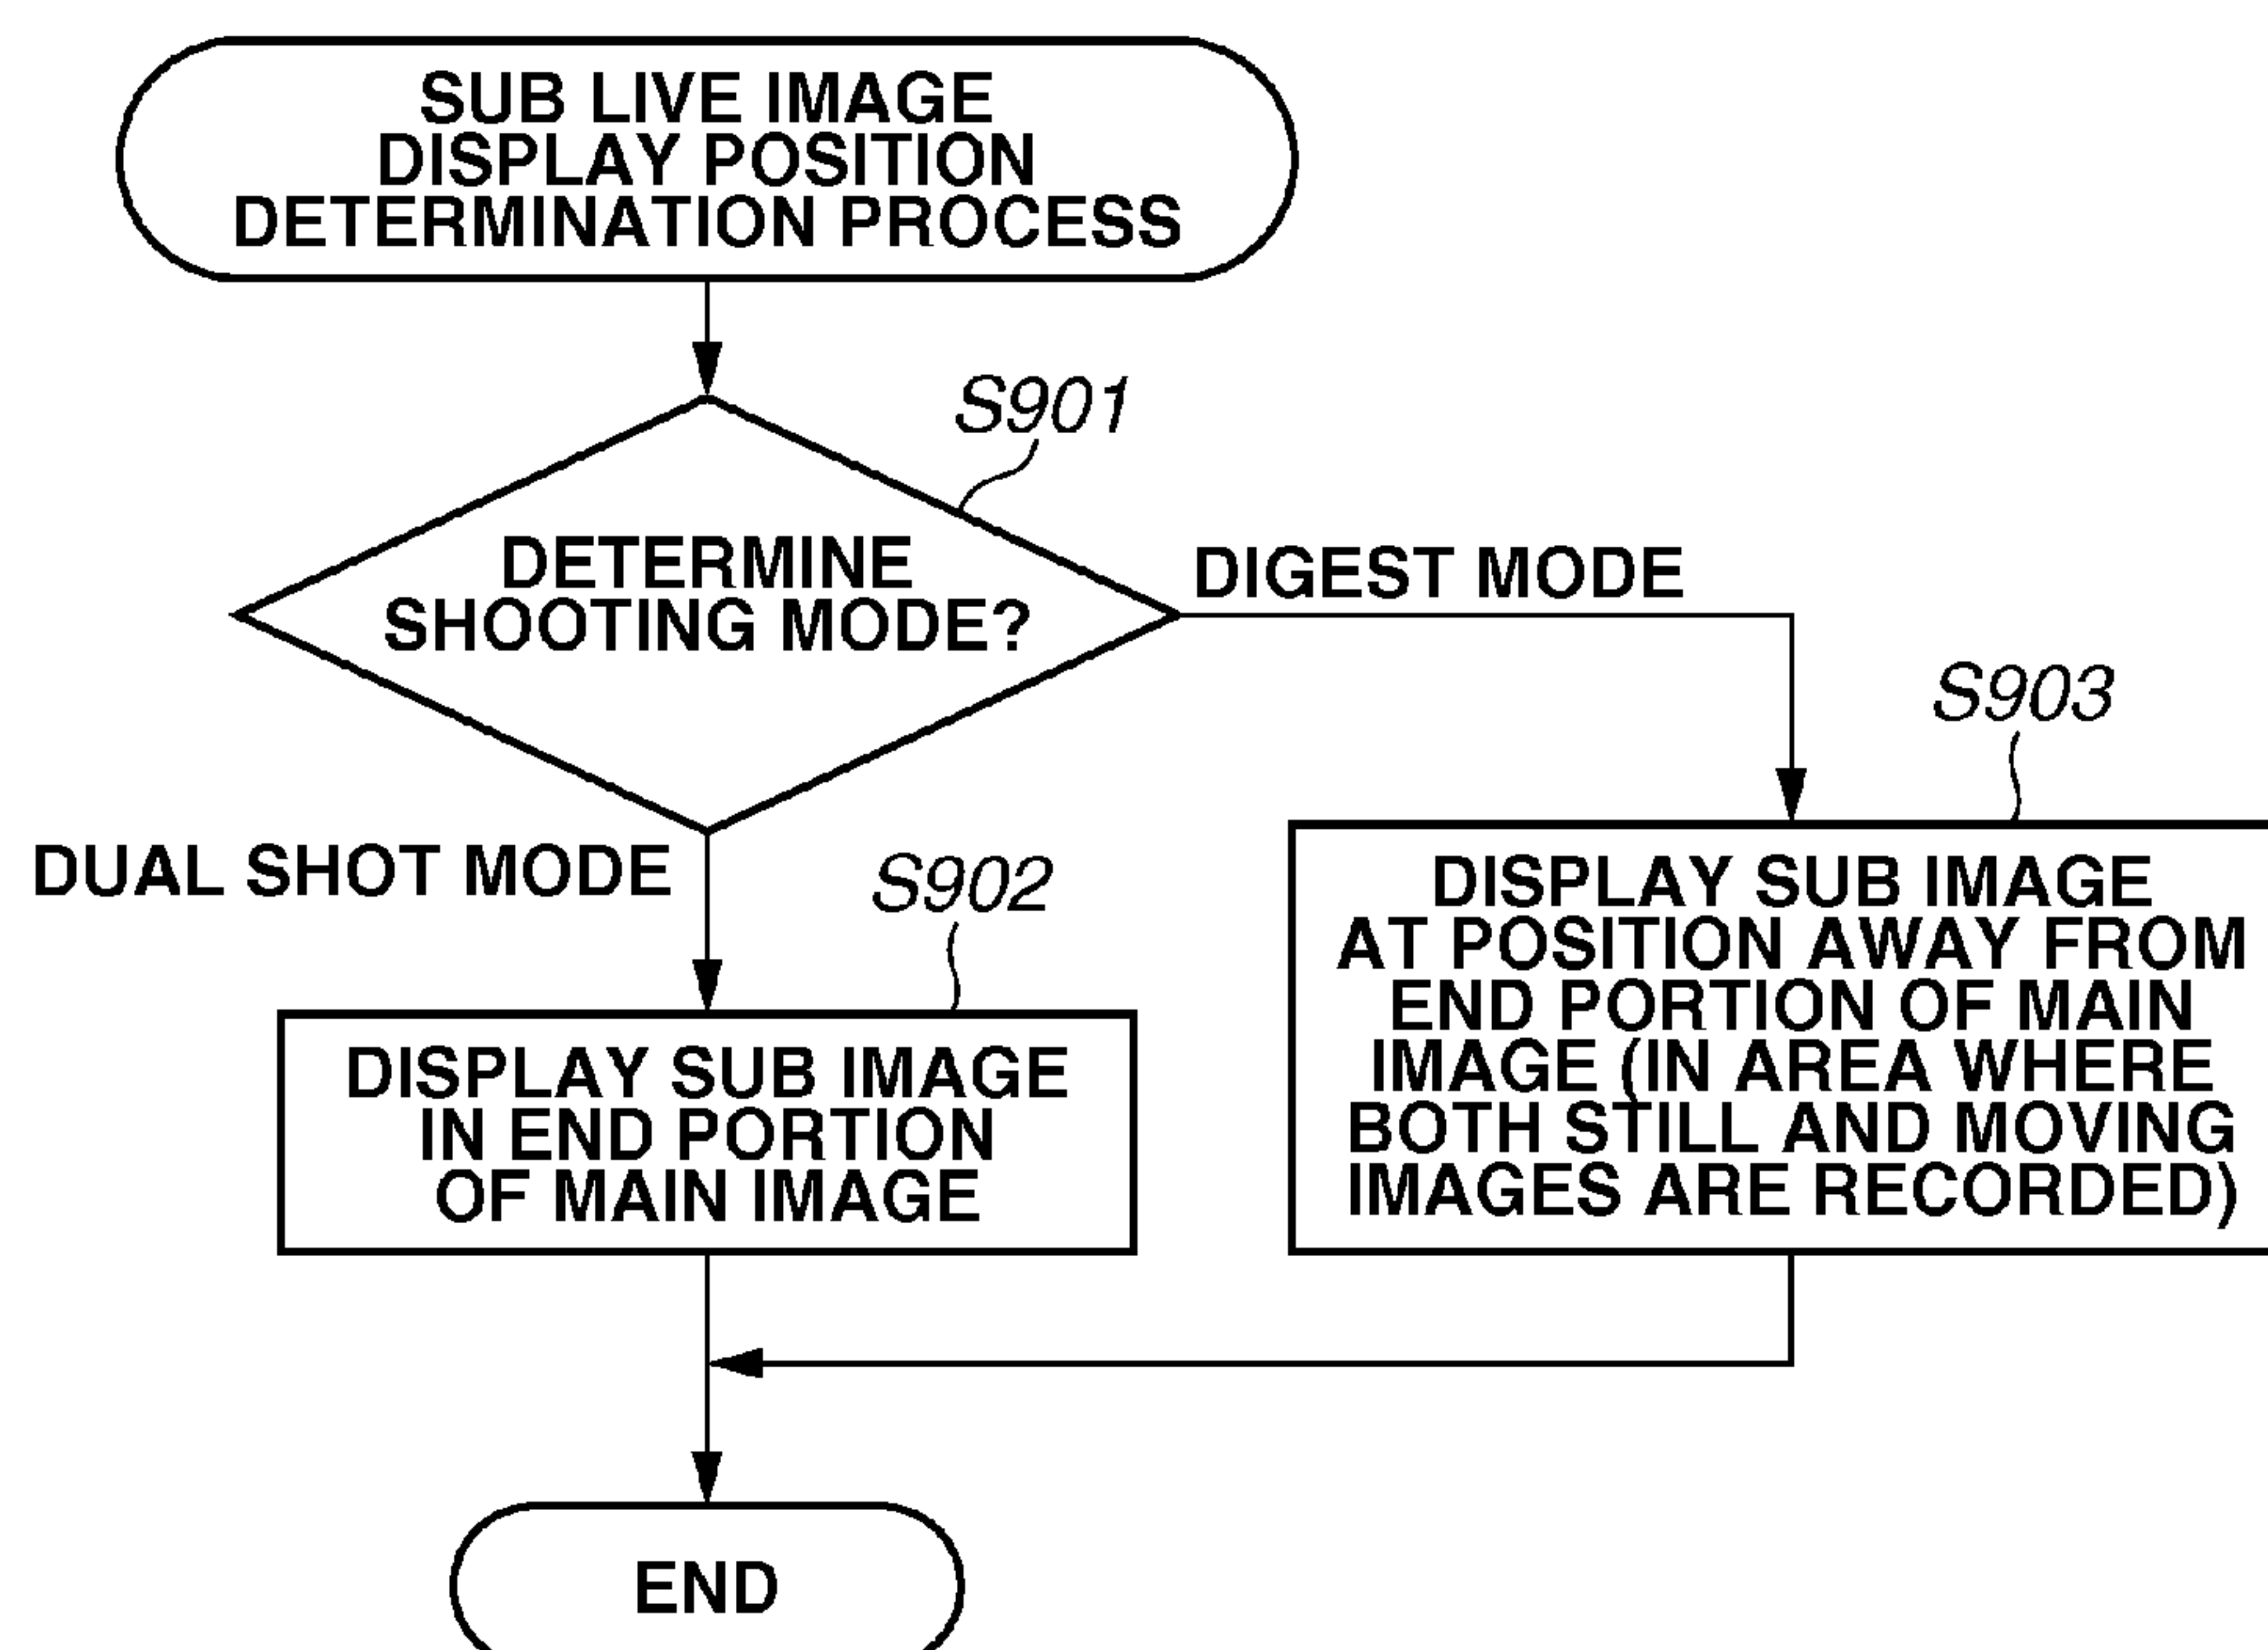 SUB LIVE IMAGE
DISPLAY POSITION
DETERMINATION PROCESS
S901
DETERMINE
SHOOTING MODE?
DIGEST MODE
S903
DUAL SHOT MODE
S902
DISPLAY SUB IMAGE
IN END PORTION
OF MAIN IMAGE
DISPLAY SUB IMAGE
AT POSITION AWAY FROM
END PORTION OF MAIN
IMAGE (IN AREA WHERE
BOTH STILL AND MOVING
IMAGES ARE RECORDED)
END